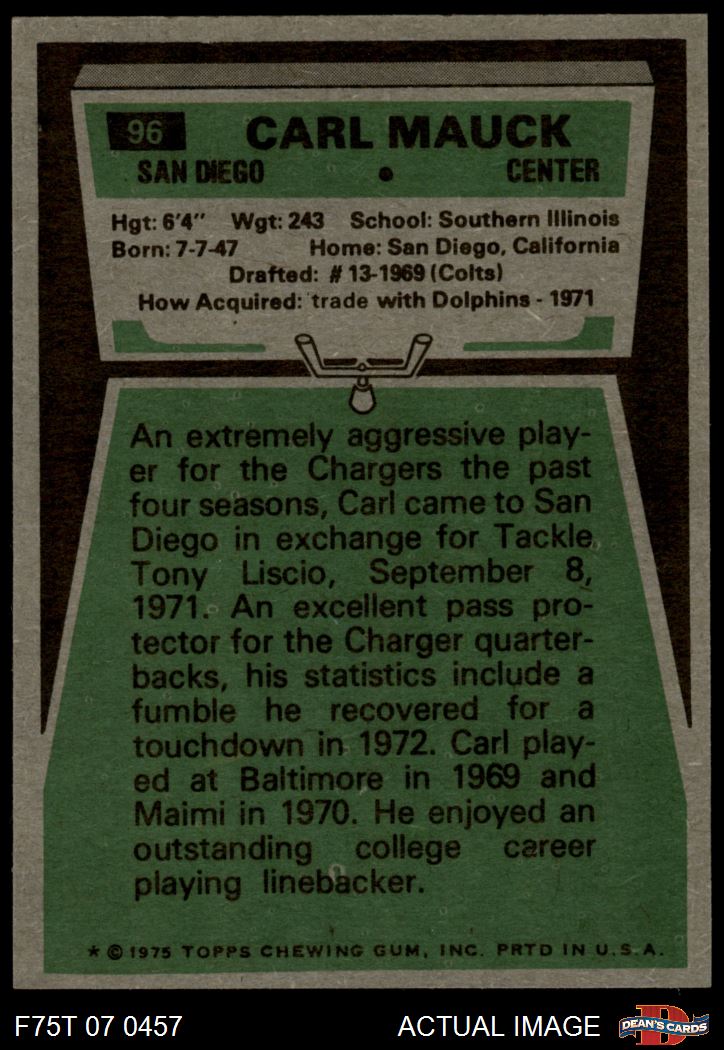 96 CARL MAUCK
SAN DIEGO • CENTER
Hgt: 6'4" Wgt: 243 School: Southern Illinois
Born: 7-7-47 Home: San Diego, California
Drafted: # 13-1969 (Colts)
How Acquired: trade with Dolphins - 1971
An extremely aggressive play-
er for the Chargers the past
four seasons, Carl came to San
Diego in exchange for Tackle
Tony Liscio, September 8,
1971. An excellent pass pro-
tector for the Charger quarter-
backs, his statistics include a
fumble he recovered for a
touchdown in 1972. Carl play-
ed at Baltimore in 1969 and
Maimi in 1970. He enjoyed an
outstanding college career
playing linebacker.
* © 1975 TOPPS CHEWING GUM, INC. PRTD IN U.S.A.
F75T 07 0457 ACTUAL IMAGE D DEAN'S CARDS